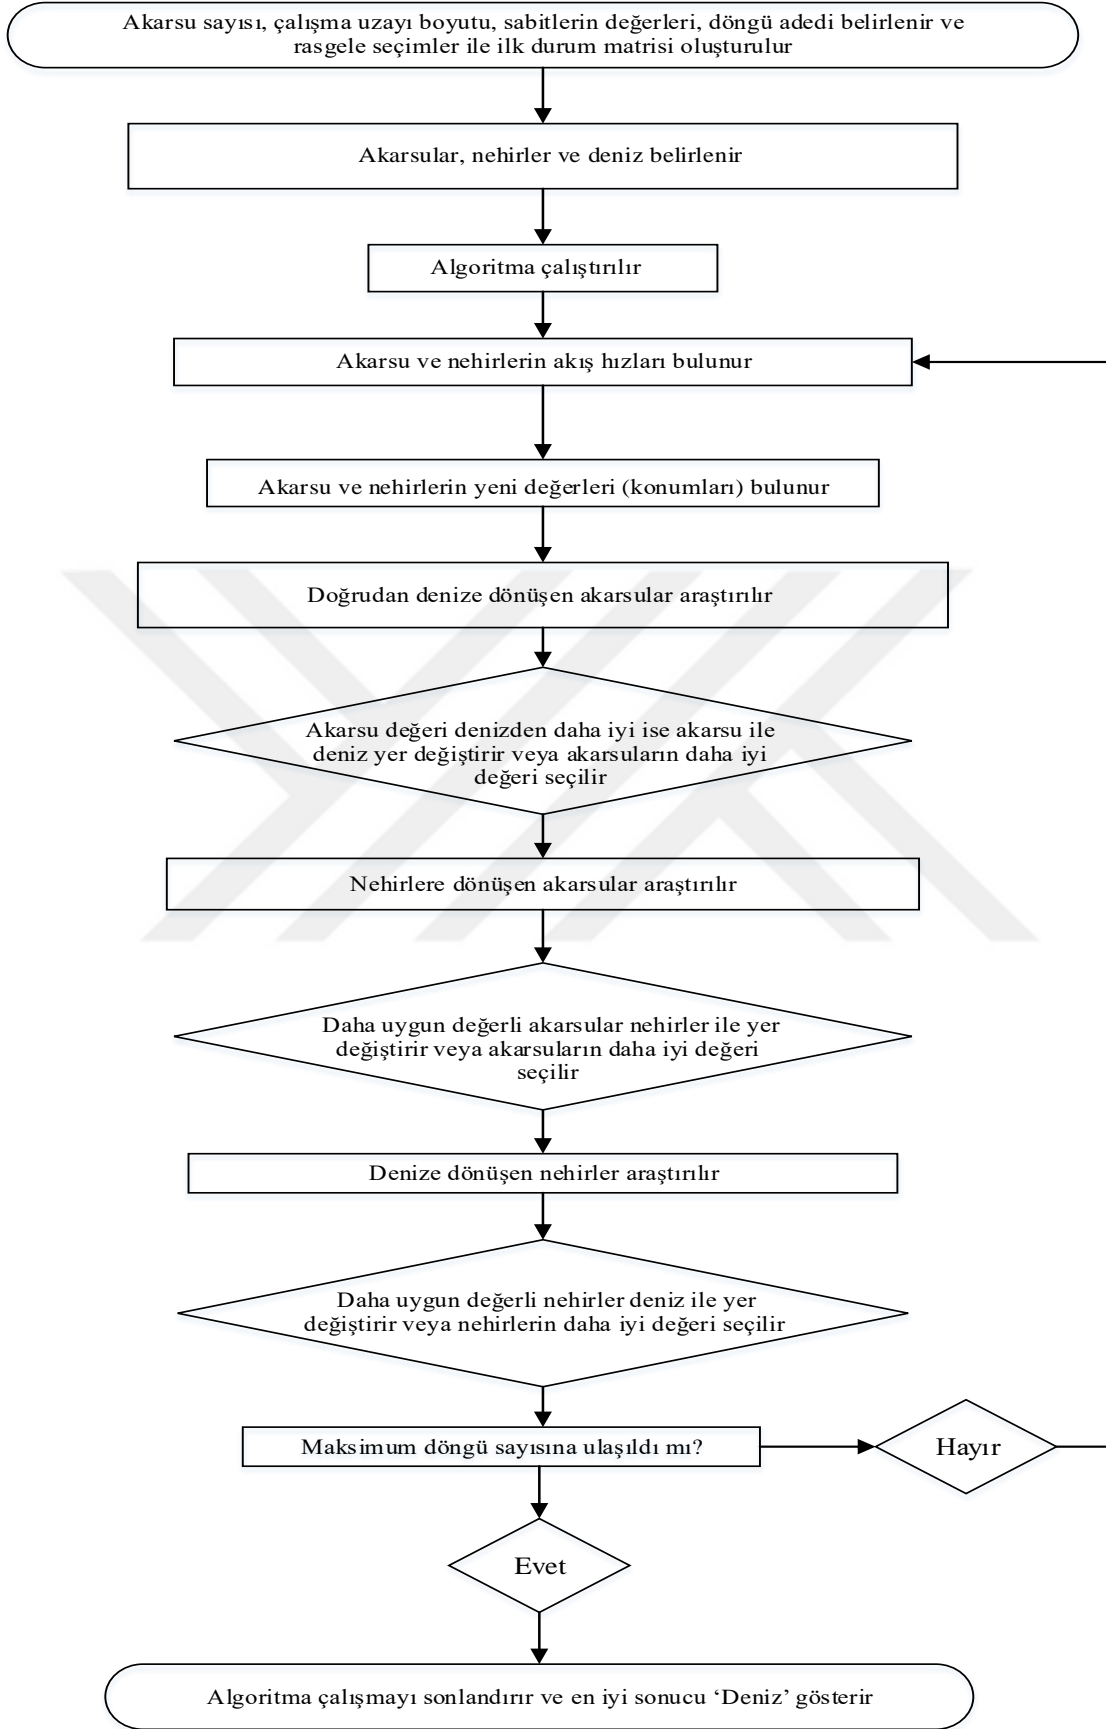 Akarsu sayısı, çalışma uzayı boyutu, sabitlerin değerleri, döngü adedi belirlenir ve
rasgele seçimler ile ilk durum matrisi oluşturulur
Akarsular, nehirler ve deniz belirlenir
Algoritma çalıştırılır
Akarsu ve nehirlerin akış hızları bulunur
Akarsu ve nehirlerin yeni değerleri (konumları) bulunur
Doğrudan denize dönüşen akarsular araştırılır
Akarsu değeri denizden daha iyi ise akarsu ile
deniz yer değiştirir veya akarsuların daha iyi
değeri seçilir
Nehirlere dönüşen akarsular araştırılır
Daha uygun değerli akarsular nehirler ile yer
değiştirir veya akarsuların daha iyi değeri
seçilir
Denize dönüşen nehirler araştırılır
Daha uygun değerli nehirler deniz ile yer
değiştirir veya nehirlerin daha iyi değeri seçilir
Maksimum döngü sayısına ulaşıldı mı?
Hayır
Evet
Algoritma çalışmayı sonlandırır ve en iyi sonucu ‘Deniz’ gösterir